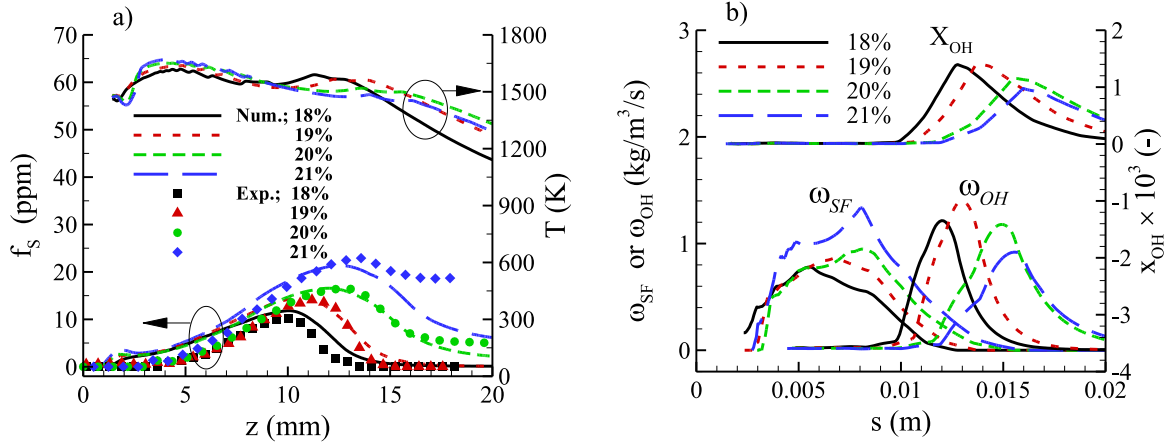 a)
70
60
50
40
30
20
10
0
f_S (ppm)
1800
1500
1200
900
600
300
0
T (K)
Num.; 18%
19%
20%
21%
Exp.; 18%
19%
20%
21%
0 5 10 15 20
z (mm)
b)
3
2
1
0
ω_SF or ω_OH (kg/m³/s)
2
1
0
-1
-2
-3
-4
X_OH × 10³ (-)
18%
19%
20%
21%
X_OH
ω_SF
ω_OH
0 0.005 0.01 0.015 0.02
s (m)